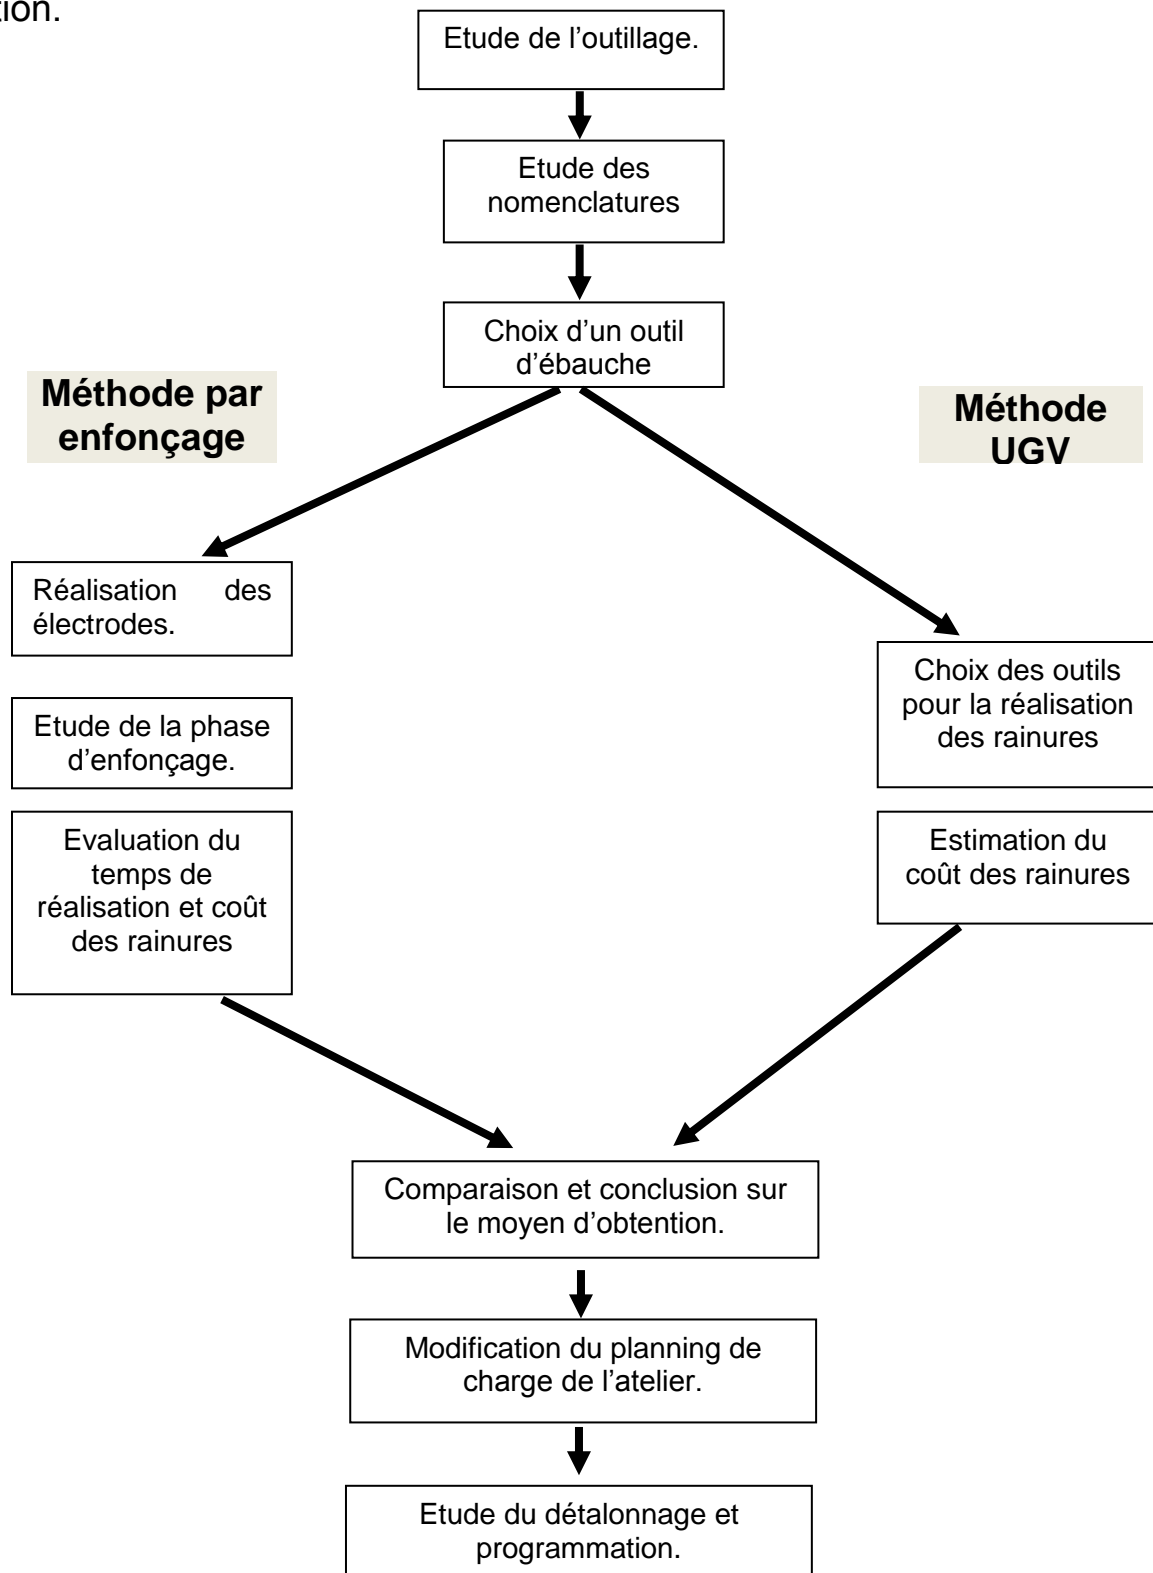 tion.
Etude de l’outillage.
Etude des
nomenclatures
Choix d’un outil
d’ébauche
Méthode par
enfonçage
Méthode
UGV
Réalisation des
électrodes.
Etude de la phase
d’enfonçage.
Evaluation du
temps de
réalisation et coût
des rainures
Choix des outils
pour la réalisation
des rainures
Estimation du
coût des rainures
Comparaison et conclusion sur
le moyen d’obtention.
Modification du planning de
charge de l’atelier.
Etude du détalonnage et
programmation.